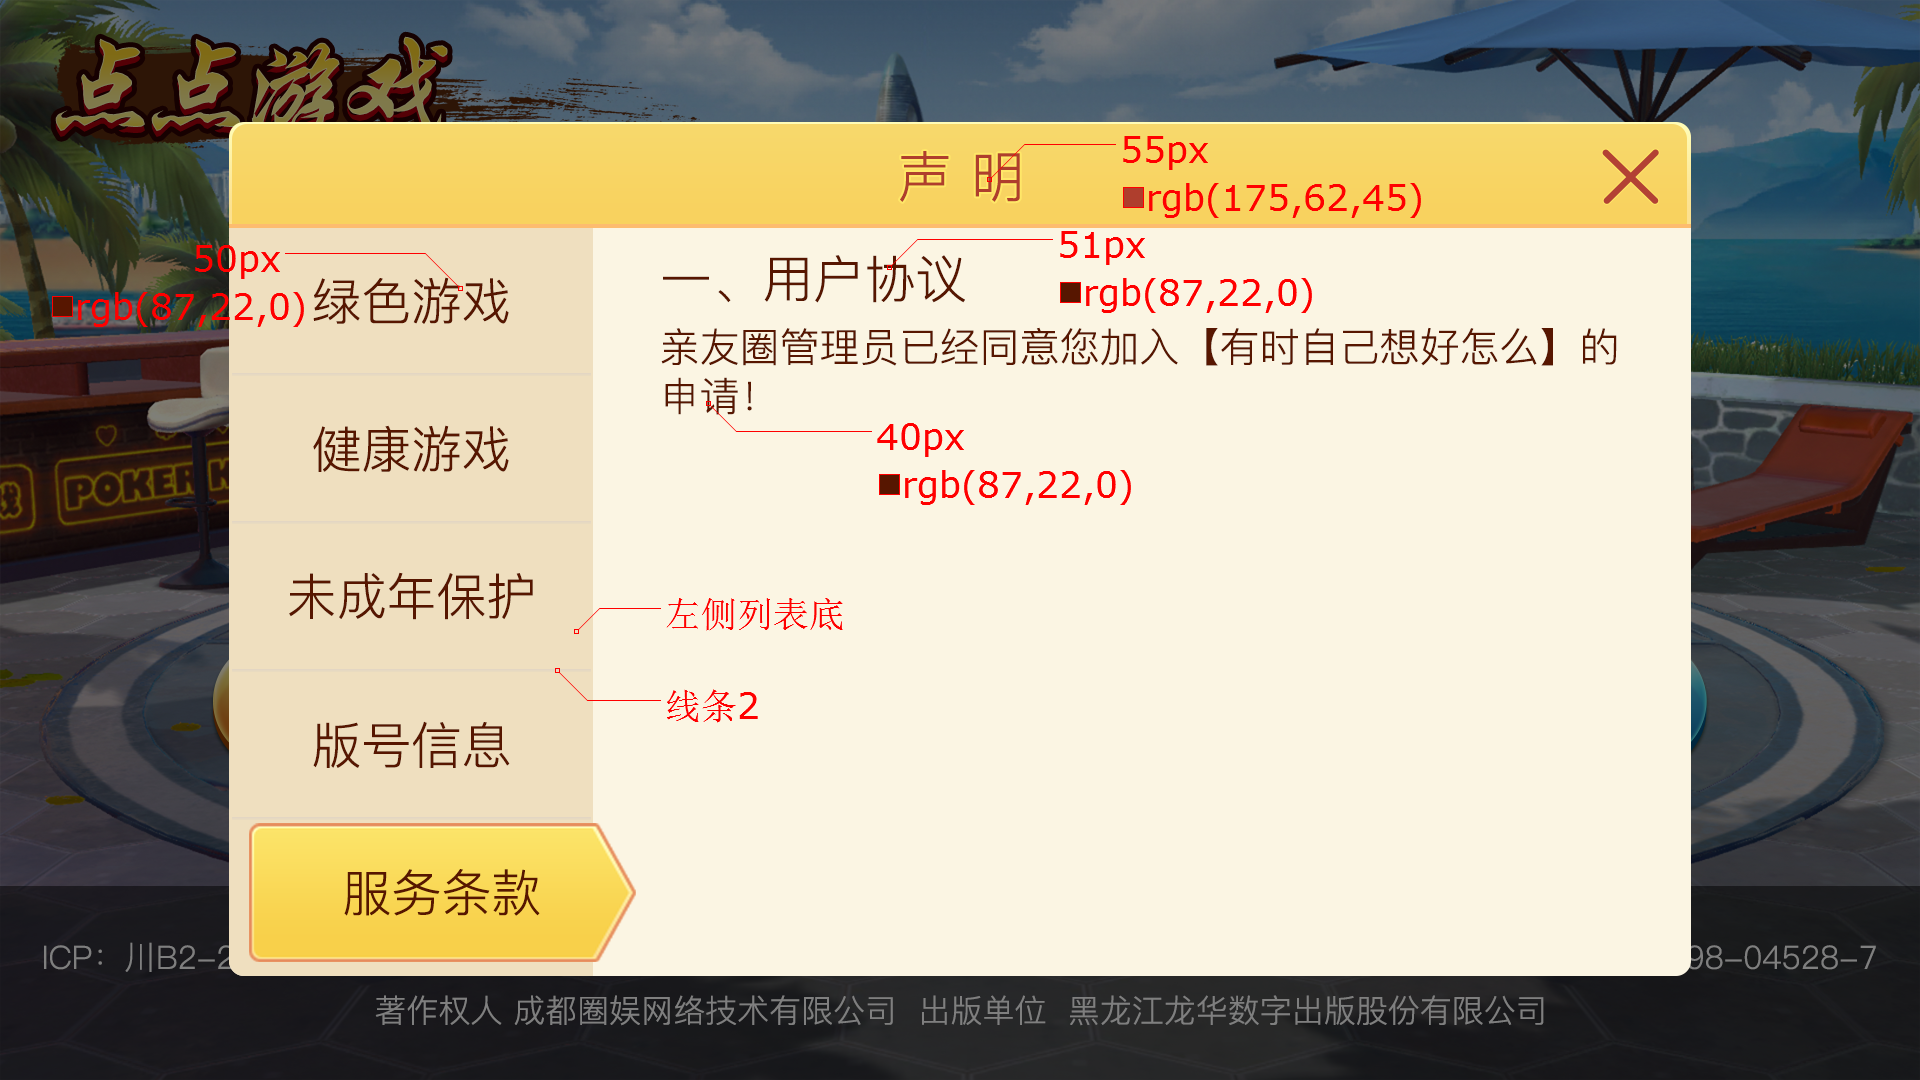 点点游戏
声 明
55px
rgb(175,62,45)
50px
rgb(87,22,0)
绿色游戏
健康游戏
未成年保护
版号信息
服务条款
一、用户协议
51px
rgb(87,22,0)
亲友圈管理员已经同意您加入【有时自己想好怎么】的
申请!
40px
rgb(87,22,0)
左侧列表底
线条2
POKER K
ICP: 川B2-2
98-04528-7
著作权人 成都圈娱网络技术有限公司 出版单位 黑龙江龙华数字出版股份有限公司